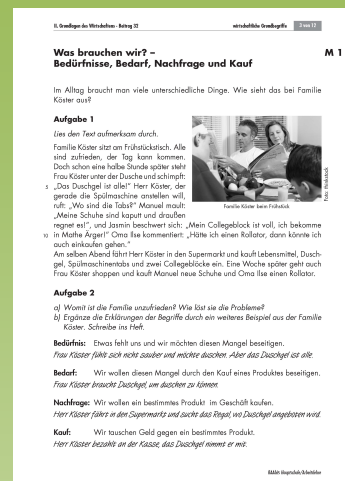 II. Grundlagen des Wirtschaftens · Beitrag 32
wirtschaftliche Grundbegriffe
3 von 12
Was brauchen wir? –
M 1
Bedürfnisse, Bedarf, Nachfrage und Kauf
Im Alltag braucht man viele unterschiedliche Dinge. Wie sieht das bei Familie
Köster aus?
Aufgabe 1
Lies den Text aufmerksam durch.
Familie Köster sitzt am Frühstückstisch. Alle
sind zufrieden, der Tag kann kommen.
Doch schon eine halbe Stunde später steht
Frau Köster unter der Dusche und schimpft:
5 „Das Duschgel ist alle!“ Herr Köster, der
gerade die Spülmaschine anstellen will,
ruft: „Wo sind die Tabs?“ Manuel mault:
„Meine Schuhe sind kaputt und draußen
regnet es!“, und Jasmin beschwert sich: „Mein Collegeblock ist voll, ich bekomme
10 in Mathe Ärger!“ Oma Ilse kommentiert: „Hätte ich einen Rollator, dann könnte ich
auch einkaufen gehen.“
Am selben Abend fährt Herr Köster in den Supermarkt und kauft Lebensmittel, Dusch-
gel, Spülmaschinentabs und zwei Collegeblöcke ein. Eine Woche später geht auch
Frau Köster shoppen und kauft Manuel neue Schuhe und Oma Ilse einen Rollator.
Familie Köster beim Frühstück
Foto: thinkstock
Aufgabe 2
a) Womit ist die Familie unzufrieden? Wie löst sie die Probleme?
b) Ergänze die Erklärungen der Begriffe durch ein weiteres Beispiel aus der Familie
Köster. Schreibe ins Heft.
Bedürfnis: Etwas fehlt uns und wir möchten diesen Mangel beseitigen.
Frau Köster fühlt sich nicht sauber und möchte duschen. Aber das Duschgel ist alle.
Bedarf: Wir wollen diesen Mangel durch den Kauf eines Produktes beseitigen.
Frau Köster braucht Duschgel, um duschen zu können.
Nachfrage: Wir wollen ein bestimmtes Produkt im Geschäft kaufen.
Herr Köster fährt in den Supermarkt und sucht das Regal, wo Duschgel angeboten wird.
Kauf: Wir tauschen Geld gegen ein bestimmtes Produkt.
Herr Köster bezahlt an der Kasse, das Duschgel nimmt er mit.
RAAbits Hauptschule/Arbeitslehre